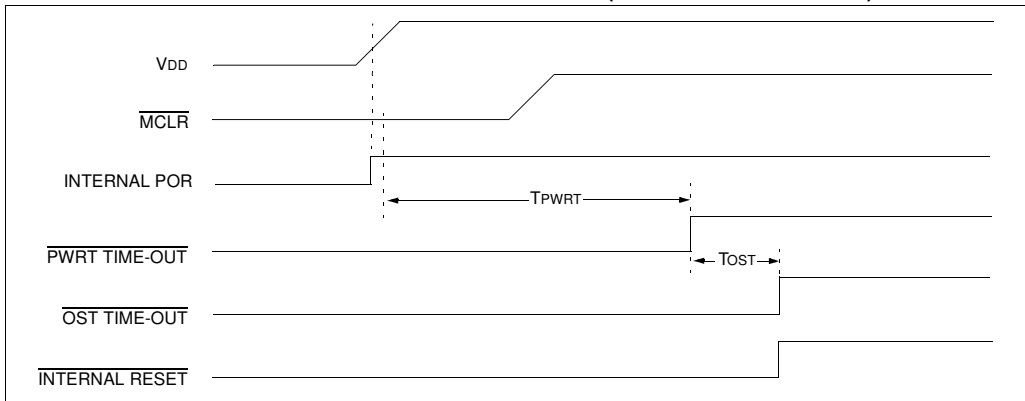 VDD
MCLR
INTERNAL POR
TPWRT
PWRT TIME-OUT
TOST
OST TIME-OUT
INTERNAL RESET